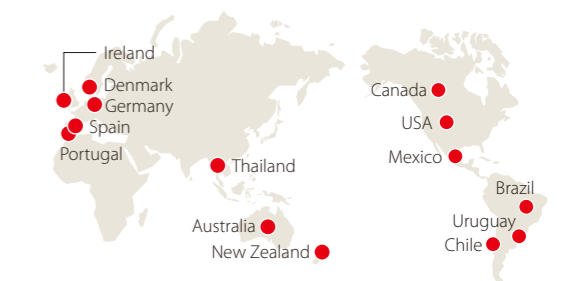 Ireland
Denmark
Germany
Spain
Portugal
Thailand
Australia
New Zealand
Canada
USA
Mexico
Brazil
Uruguay
Chile